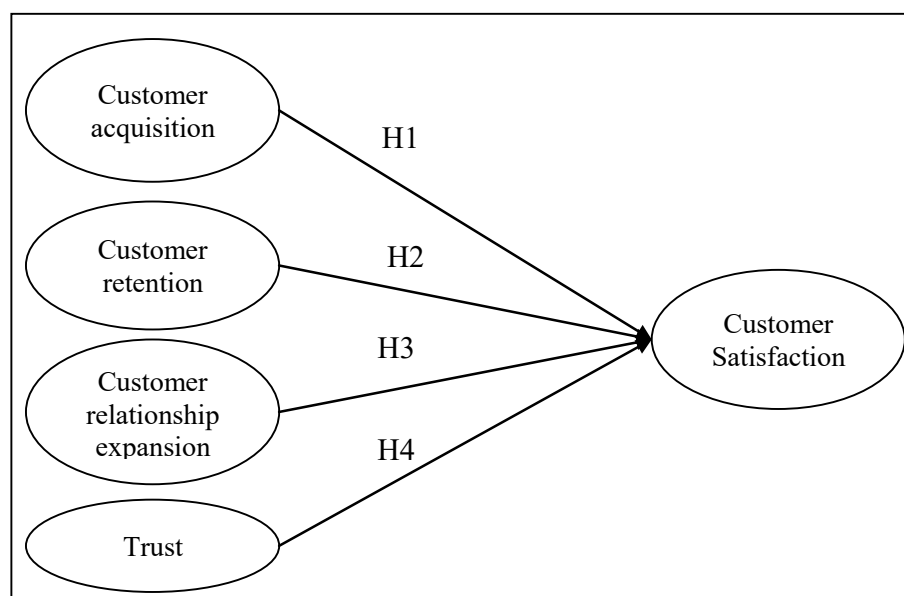 Customer
acquisition
H1
Customer
retention
H2
Customer
relationship
expansion
H3
Trust
H4
Customer
Satisfaction